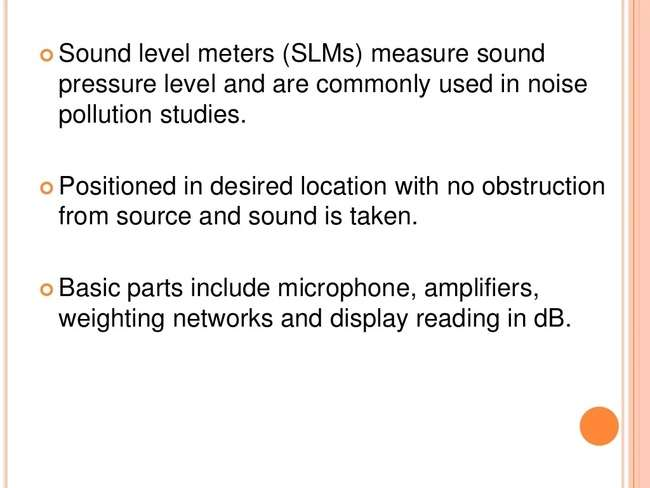 Sound level meters (SLMs) measure sound
pressure level and are commonly used in noise
pollution studies.
Positioned in desired location with no obstruction
from source and sound is taken.
Basic parts include microphone, amplifiers,
weighting networks and display reading in dB.